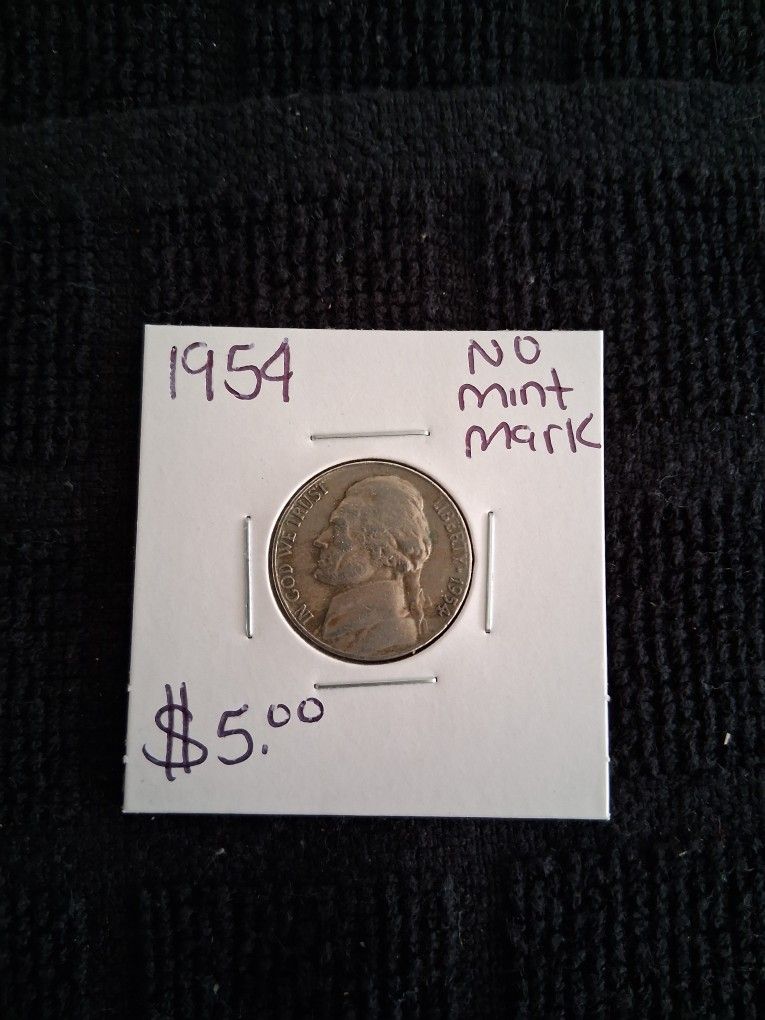 1954
NO
mint
mark
IN GOD WE TRUST
LIBERTY ★ 1954
$5.00